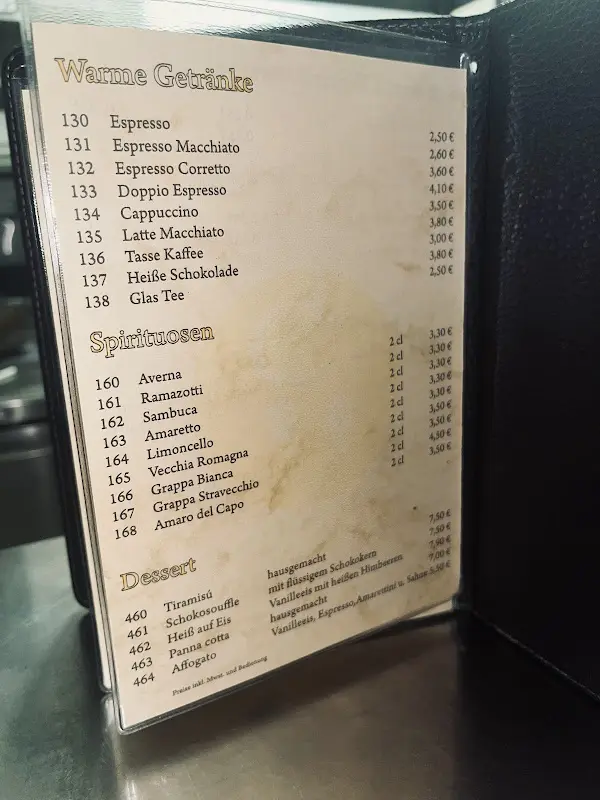 Warme Getränke
130 Espresso 2,50 €
131 Espresso Macchiato 2,60 €
132 Espresso Corretto 3,60 €
133 Doppio Espresso 4,10 €
134 Cappuccino 3,50 €
135 Latte Macchiato 3,80 €
136 Tasse Kaffee 3,00 €
137 Heiße Schokolade 3,80 €
138 Glas Tee 2,50 €
Spirituosen
160 Averna 2 cl 3,30 €
161 Ramazotti 2 cl 3,30 €
162 Sambuca 2 cl 3,30 €
163 Amaretto 2 cl 3,30 €
164 Limoncello 2 cl 3,30 €
165 Vecchia Romagna 2 cl 3,50 €
166 Grappa Bianca 2 cl 3,50 €
167 Grappa Stravecchio 2 cl 4,50 €
168 Amaro del Capo 2 cl 3,50 €
Dessert
460 Tiramisú hausgemacht 7,50 €
461 Schokosouffle mit flüssigem Schokokern 7,50 €
462 Heiß auf Eis Vanilleeis mit heißen Himbeeren 7,90 €
463 Panna cotta hausgemacht 7,00 €
464 Affogato Vanilleeis, Espresso,Amarettini u. Sahne 5,50 €
Preise inkl. Mwst. und Bedienung